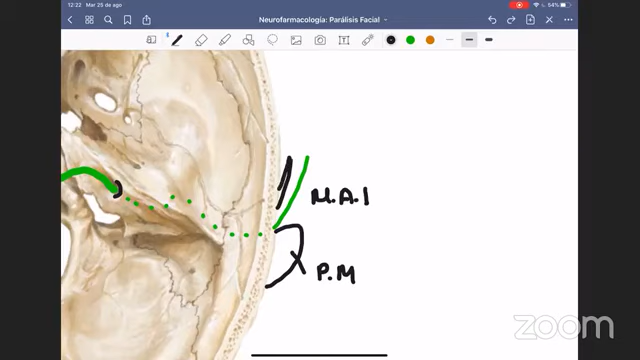 12:22 Mar 25 de ago
Neurofarmacología: Parálisis Facial
54%
M.A.I
P.M
zoom